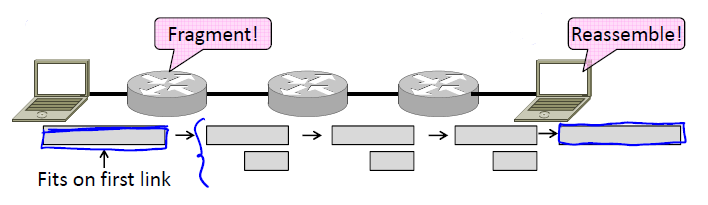 Fragment!
Reassemble!
Fits on first link